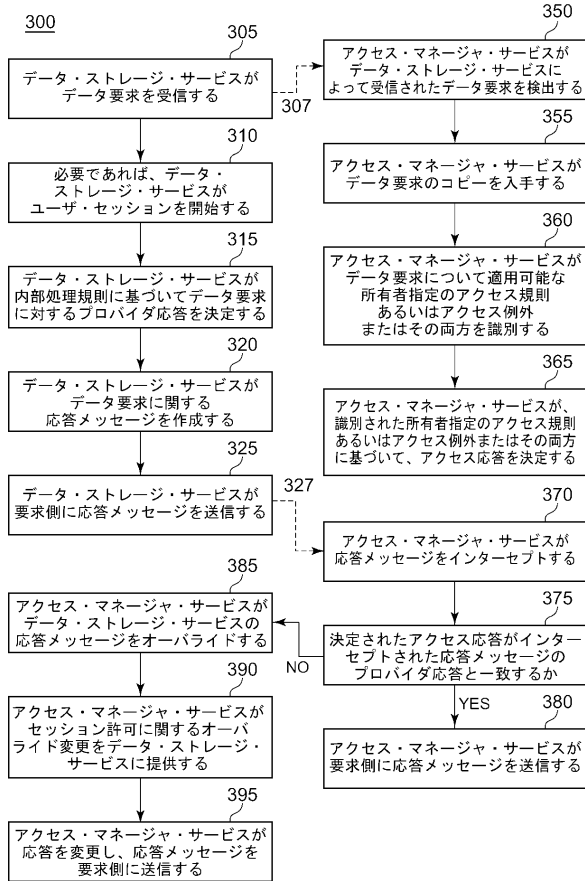 300
305
データ・ストレージ・サービスが
データ要求を受信する
307
310
必要であれば、データ・
ストレージ・サービスが
ユーザ・セッションを開始する
315
データ・ストレージ・サービスが
内部処理規則に基づいてデータ要求
に対するプロバイダ応答を決定する
320
データ・ストレージ・サービスが
データ要求に関する
応答メッセージを作成する
325
データ・ストレージ・サービスが
要求側に応答メッセージを送信する
327
350
アクセス・マネージャ・サービスが
データ・ストレージ・サービスに
よって受信されたデータ要求を検出する
355
アクセス・マネージャ・サービスが
データ要求のコピーを入手する
360
アクセス・マネージャ・サービスが
データ要求について適用可能な
所有者指定のアクセス規則
あるいはアクセス例外
またはその両方を識別する
365
アクセス・マネージャ・サービスが、
識別された所有者指定のアクセス規則
あるいはアクセス例外またはその両方
に基づいて、アクセス応答を決定する
370
アクセス・マネージャ・サービスが
応答メッセージをインターセプトする
375
決定されたアクセス応答がインター
セプトされた応答メッセージの
プロバイダ応答と一致するか
NO
YES
380
アクセス・マネージャ・サービスが
要求側に応答メッセージを送信する
385
アクセス・マネージャ・サービスが
データ・ストレージ・サービスの
応答メッセージをオーバライドする
390
アクセス・マネージャ・サービスが
セッション許可に関するオーバ
ライド変更をデータ・ストレージ・
サービスに提供する
395
アクセス・マネージャ・サービスが
応答を変更し、応答メッセージを
要求側に送信する